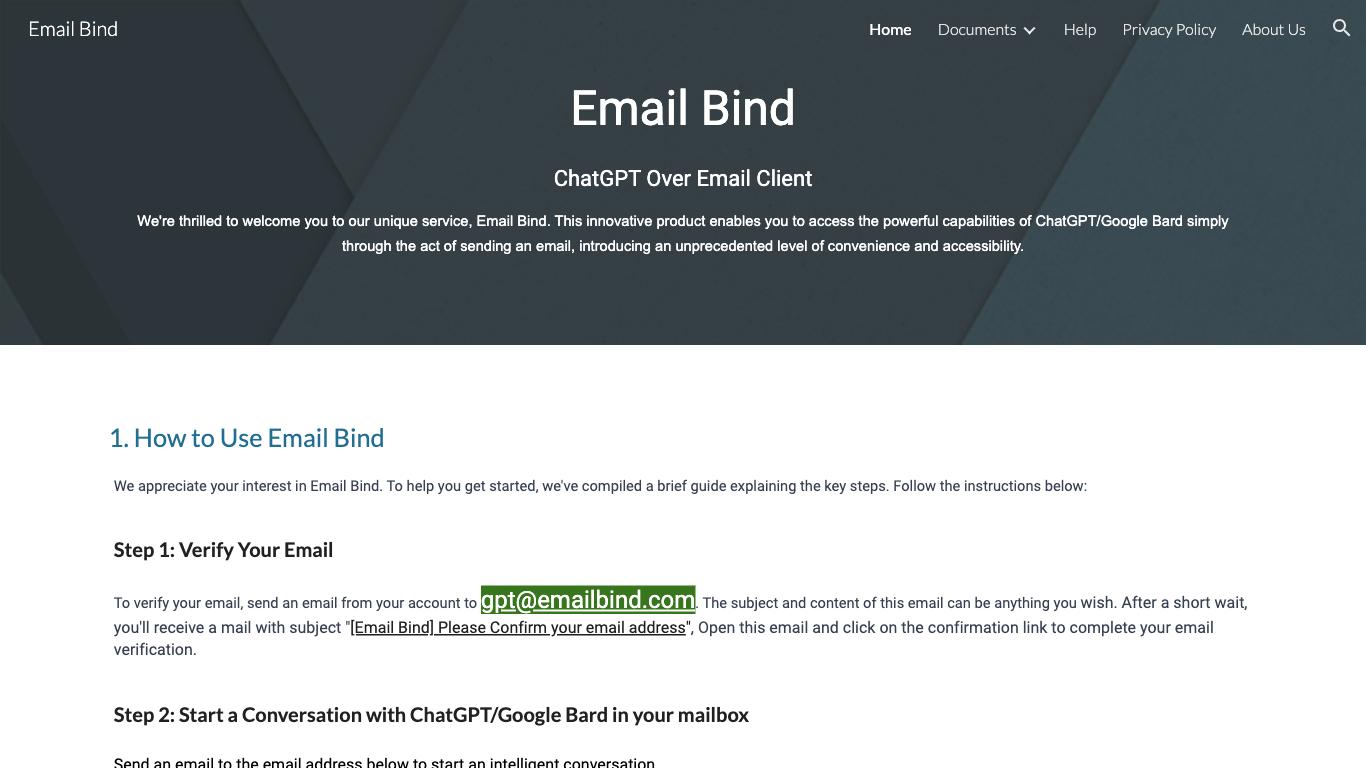 Email Bind
Home Documents Help Privacy Policy About Us
Email Bind
ChatGPT Over Email Client
We're thrilled to welcome you to our unique service, Email Bind. This innovative product enables you to access the powerful capabilities of ChatGPT/Google Bard simply
through the act of sending an email, introducing an unprecedented level of convenience and accessibility.
1. How to Use Email Bind
We appreciate your interest in Email Bind. To help you get started, we've compiled a brief guide explaining the key steps. Follow the instructions below:
Step 1: Verify Your Email
To verify your email, send an email from your account to gpt@emailbind.com. The subject and content of this email can be anything you wish. After a short wait,
you'll receive a mail with subject "[Email Bind] Please Confirm your email address", Open this email and click on the confirmation link to complete your email
verification.
Step 2: Start a Conversation with ChatGPT/Google Bard in your mailbox
Send an email to the email address below to start an intelligent conversation